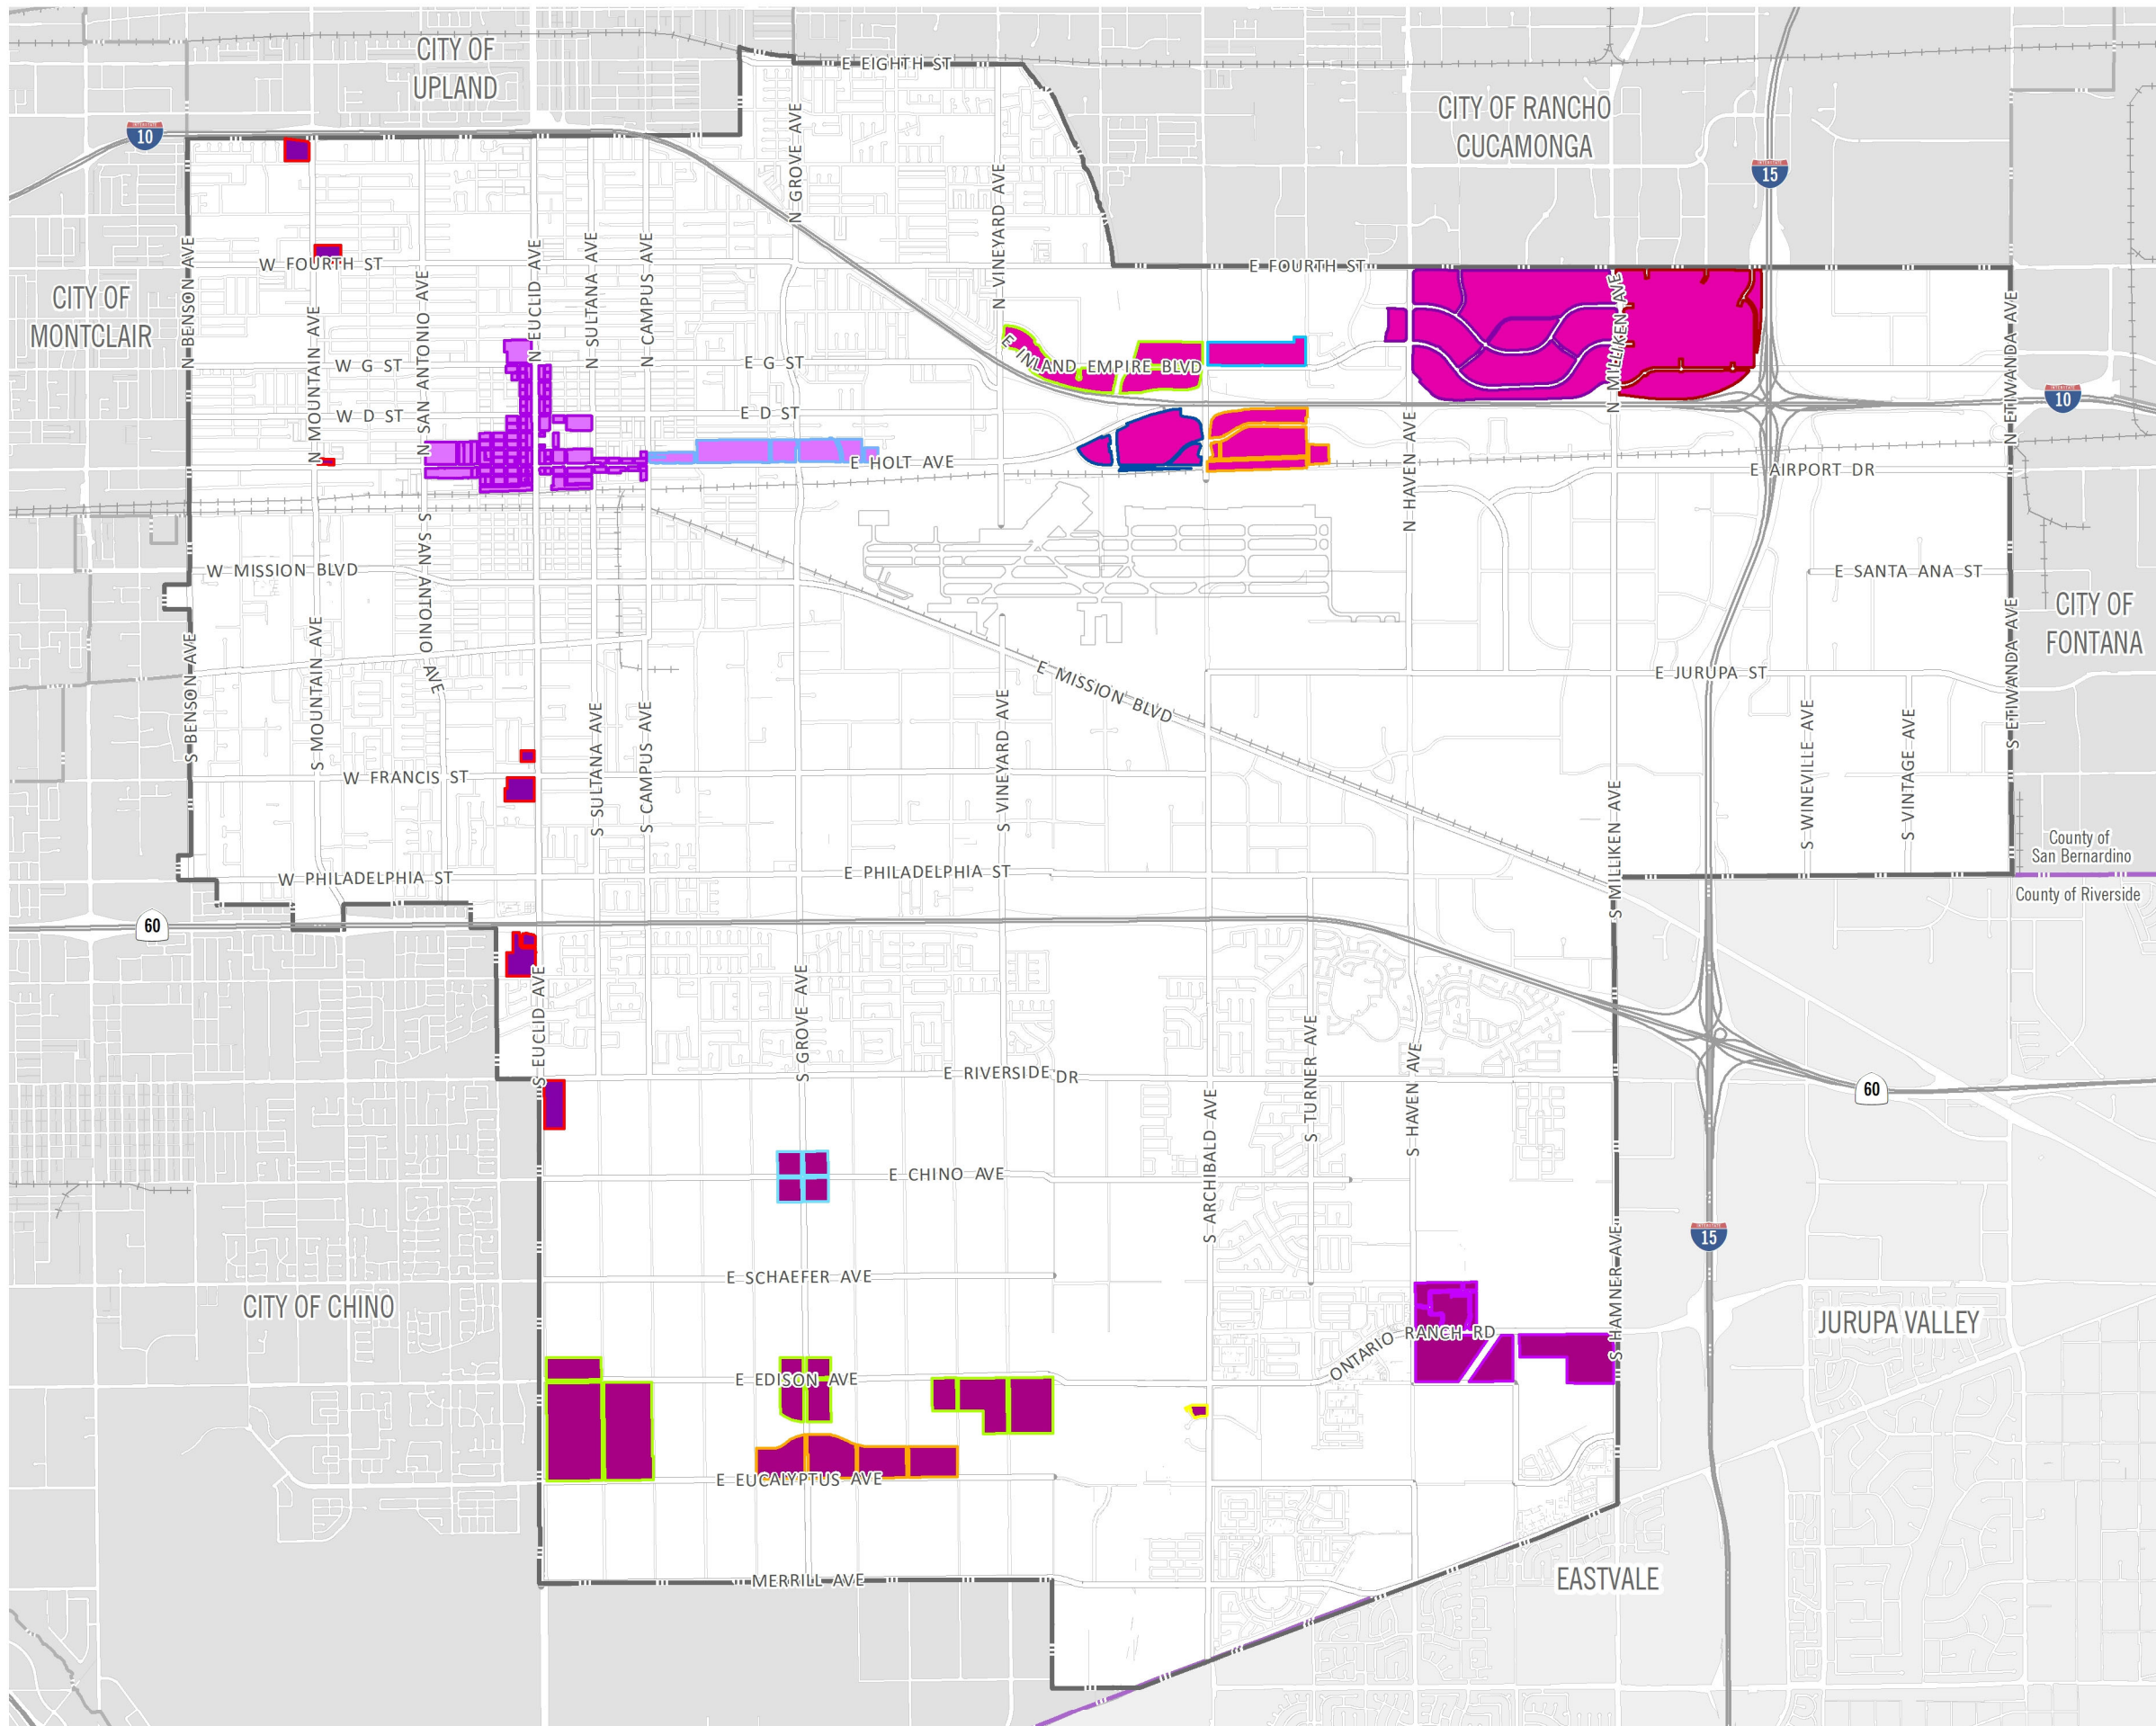 CITY OF
UPLAND
E EIGHTH ST
CITY OF RANCHO
CUCAMONGA
10
15
N GROVE AVE
N VINEYARD AVE
N BENSON AVE
W FOURTH ST
N EUCLID AVE
N SULTANA AVE
N CAMPUS AVE
E FOURTH ST
CITY OF
MONTCLAIR
N MOUNTAIN AVE
N SAN ANTONIO AVE
N MILLIKEN AVE
N ETIWANDA AVE
W G ST
E G ST
E INLAND EMPIRE BLVD
W D ST
E D ST
10
E HOLT AVE
N HAVEN AVE
E AIRPORT DR
W MISSION BLVD
S SAN ANTONIO AVE
E SANTA ANA ST
CITY OF
FONTANA
S BENSON AVE
S MOUNTAIN AVE
E MISSION BLVD
E JURUPA ST
S ETIWANDA AVE
S SULTANA AVE
S CAMPUS AVE
S VINEYARD AVE
S WINEVILLE AVE
S VINTAGE AVE
W FRANCIS ST
S MILLIKEN AVE
County of
San Bernardino
County of Riverside
W PHILADELPHIA ST
E PHILADELPHIA ST
60
S EUCLID AVE
S GROVE AVE
E RIVERSIDE DR
S TURNER AVE
S HAVEN AVE
60
S ARCHIBALD AVE
E CHINO AVE
15
S HAMNER AVE
E SCHAEFER AVE
CITY OF CHINO
JURUPA VALLEY
ONTARIO RANCH RD
E EDISON AVE
E EUCALYPTUS AVE
MERRILL AVE
EASTVALE